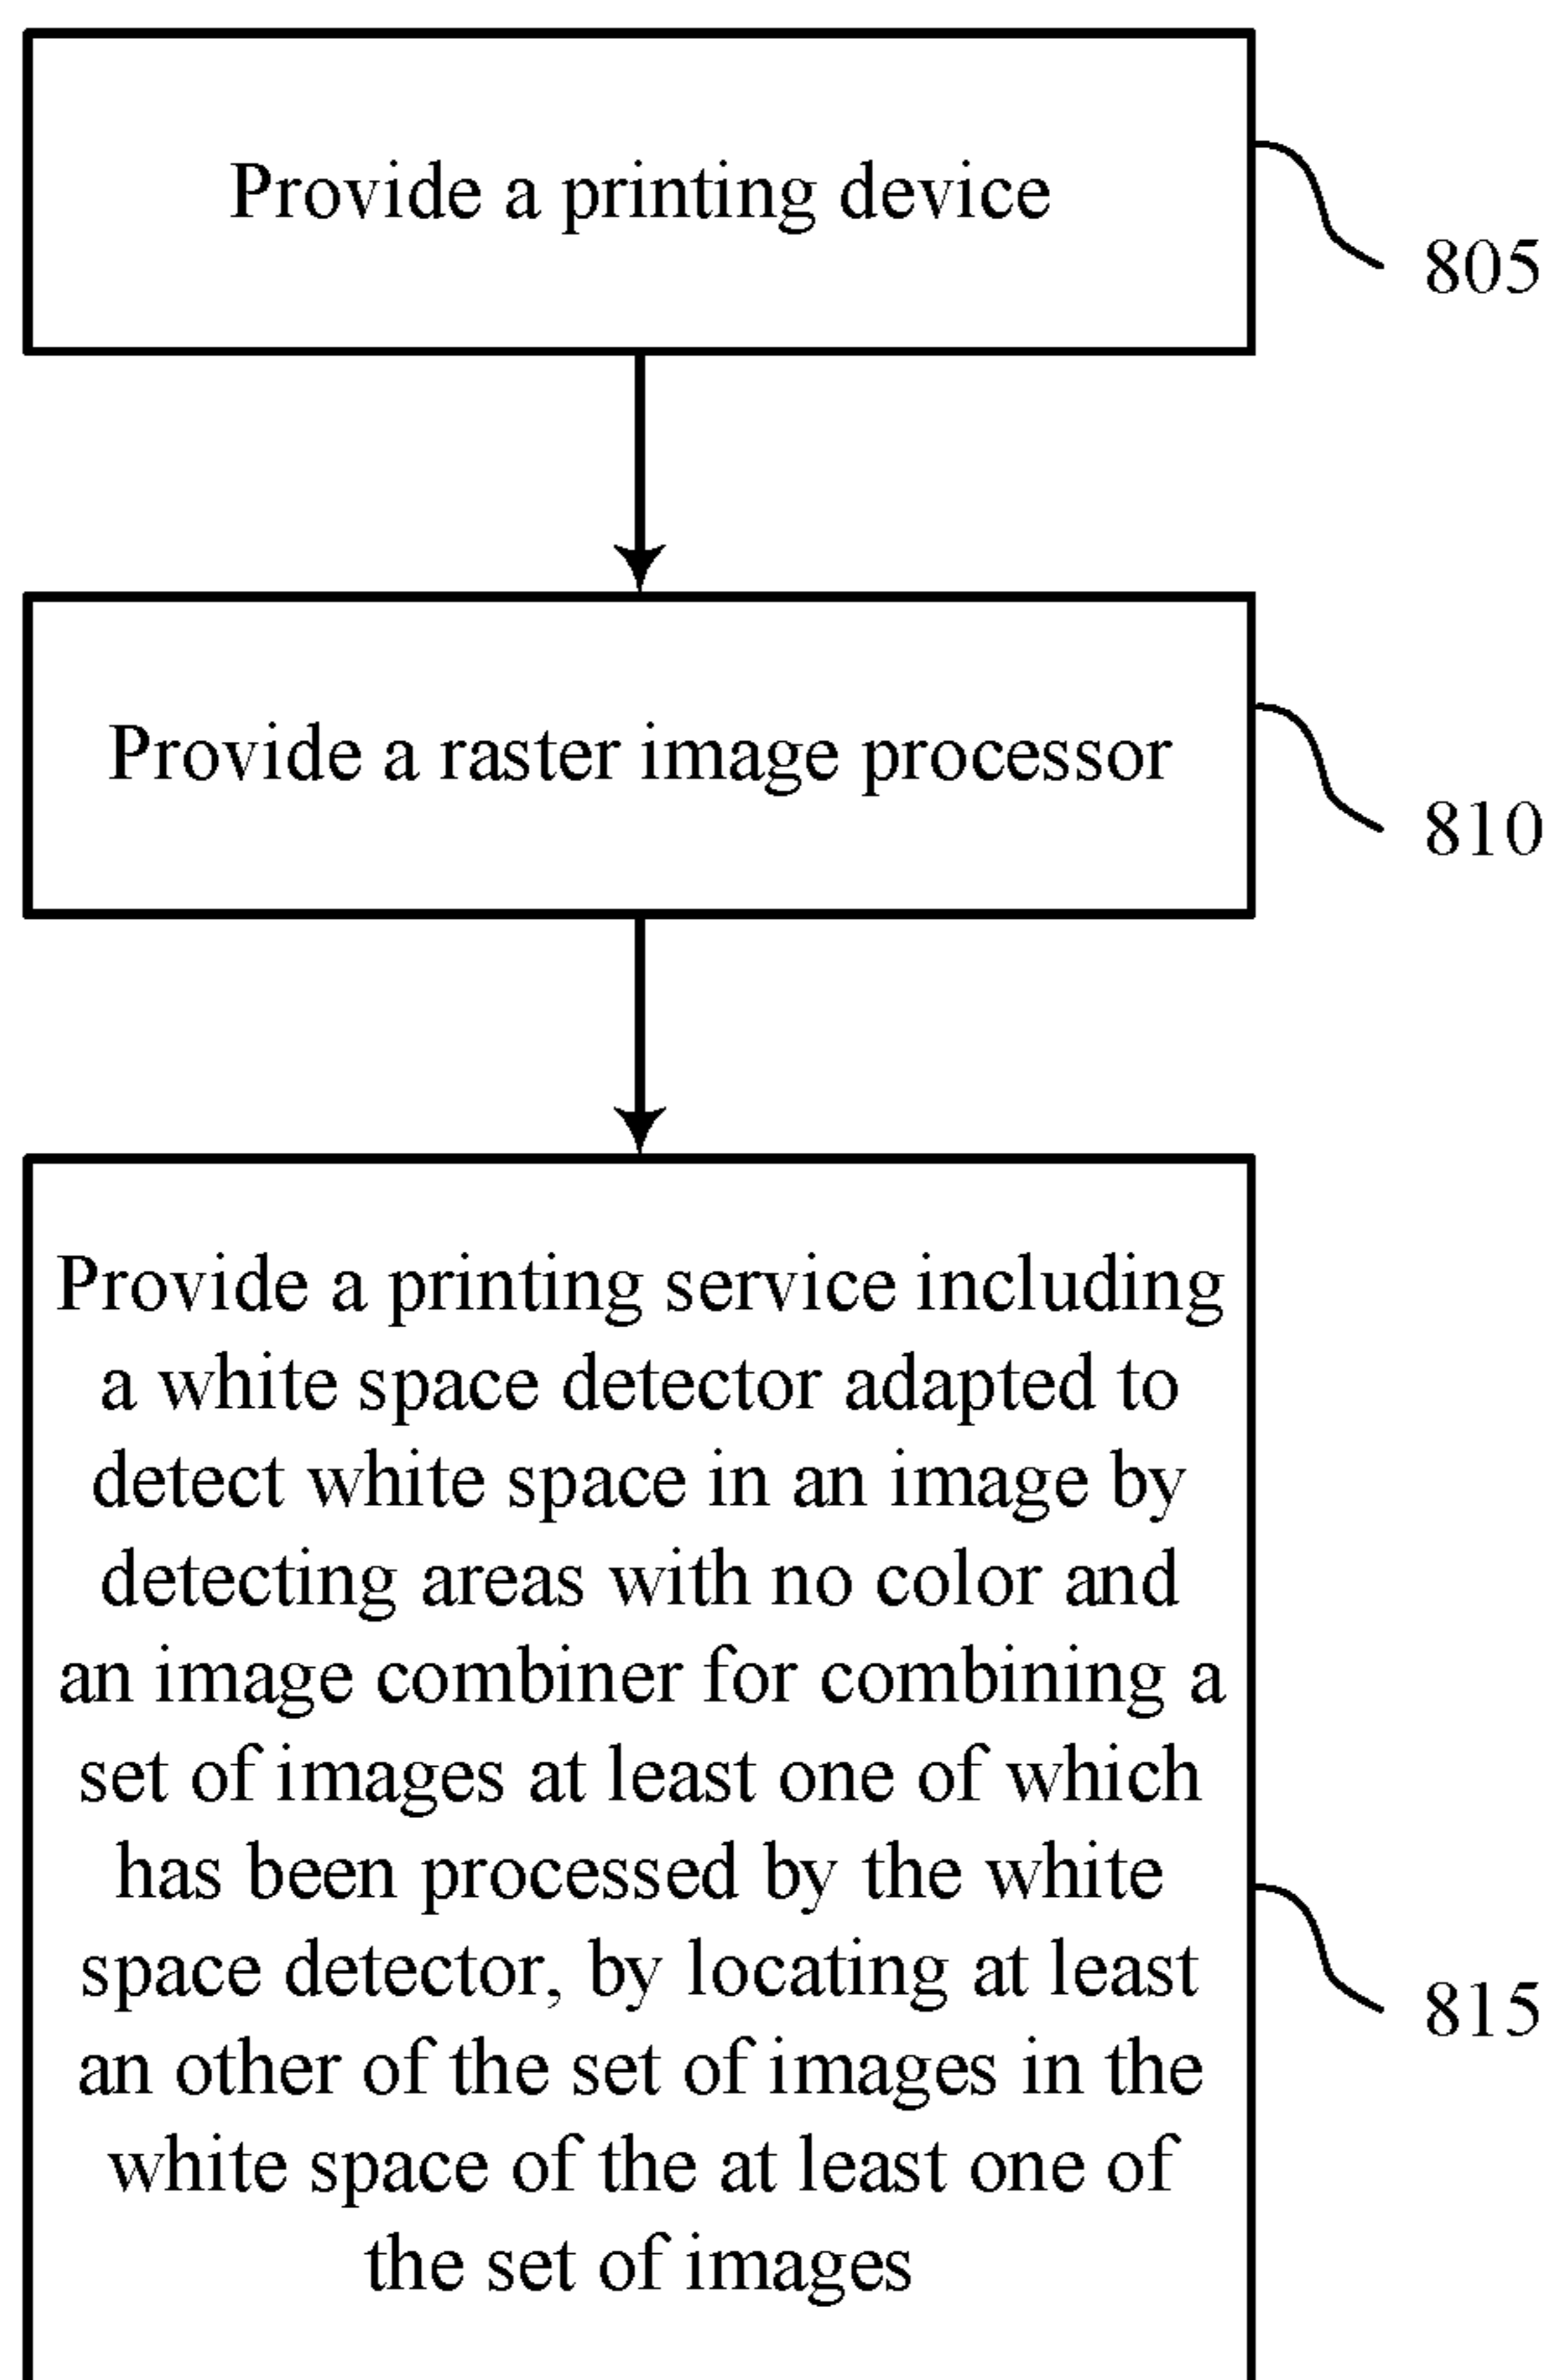 Provide a printing device
805
Provide a raster image processor
810
Provide a printing service including
a white space detector adapted to
detect white space in an image by
detecting areas with no color and
an image combiner for combining a
set of images at least one of which
has been processed by the white
space detector, by locating at least
an other of the set of images in the
white space of the at least one of
the set of images
815